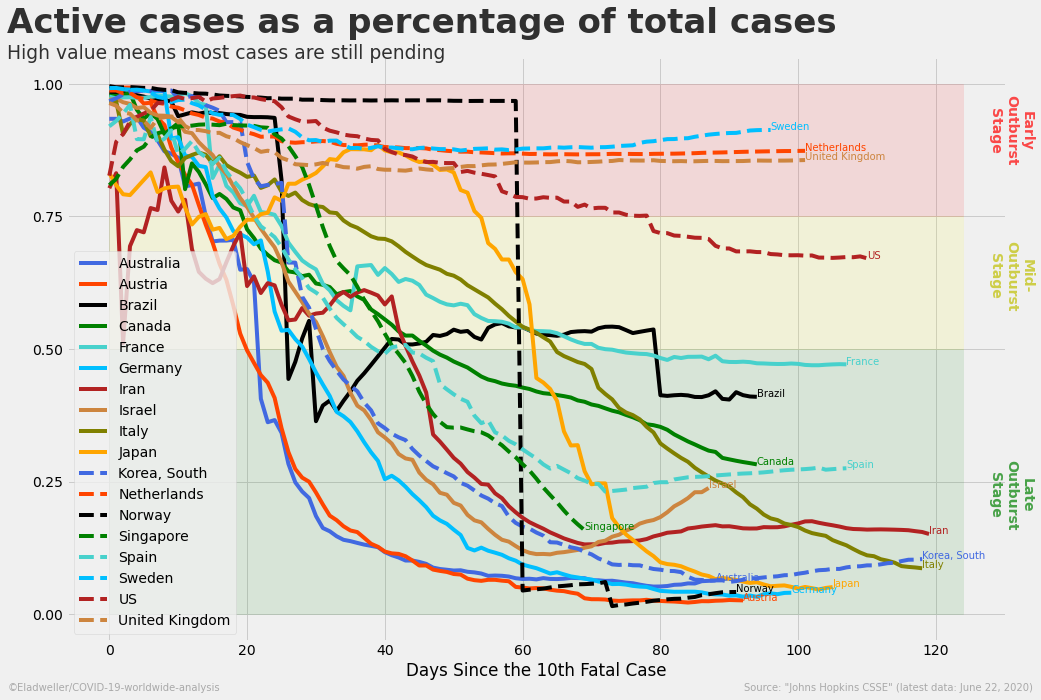 Active cases as a percentage of total cases
High value means most cases are still pending
1.00
0.75
0.50
0.25
0.00
0
20
40
60
80
100
120
Days Since the 10th Fatal Case
Early
Outburst
Stage
Mid-
Outburst
Stage
Late
Outburst
Stage
Australia
Austria
Brazil
Canada
France
Germany
Iran
Israel
Italy
Japan
Korea, South
Netherlands
Norway
Singapore
Spain
Sweden
US
United Kingdom
Sweden
Netherlands
United Kingdom
US
France
Brazil
Canada
Spain
Israel
Singapore
Iran
Korea, South
Italy
Australia
Japan
Norway
Germany
Austria
©Eladweller/COVID-19-worldwide-analysis
Source: "Johns Hopkins CSSE" (latest data: June 22, 2020)